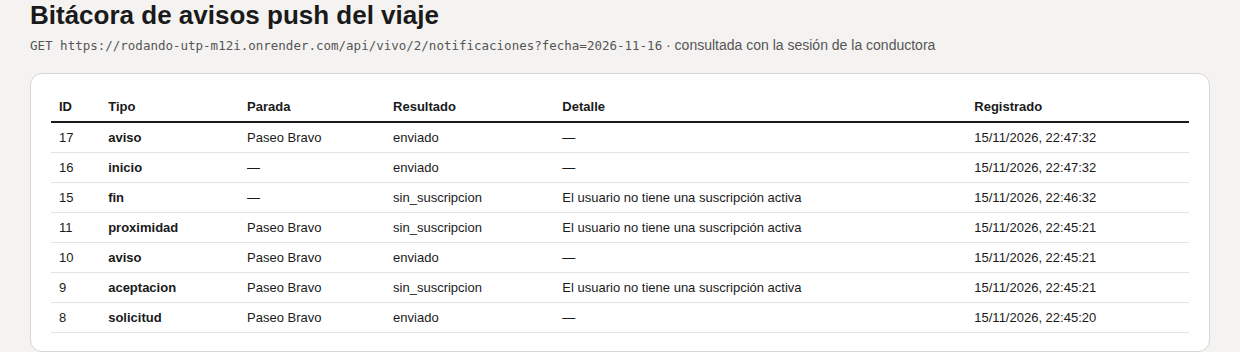 Bitácora de avisos push del viaje
GET https://rodando-utp-m12i.onrender.com/api/vivo/2/notificaciones?fecha=2026-11-16 · consultada con la sesión de la conductora
ID Tipo Parada Resultado Detalle Registrado
17 aviso Paseo Bravo enviado — 15/11/2026, 22:47:32
16 inicio — enviado — 15/11/2026, 22:47:32
15 fin — sin_suscripcion El usuario no tiene una suscripción activa 15/11/2026, 22:46:32
11 proximidad Paseo Bravo sin_suscripcion El usuario no tiene una suscripción activa 15/11/2026, 22:45:21
10 aviso Paseo Bravo enviado — 15/11/2026, 22:45:21
9 aceptacion Paseo Bravo sin_suscripcion El usuario no tiene una suscripción activa 15/11/2026, 22:45:21
8 solicitud Paseo Bravo enviado — 15/11/2026, 22:45:20